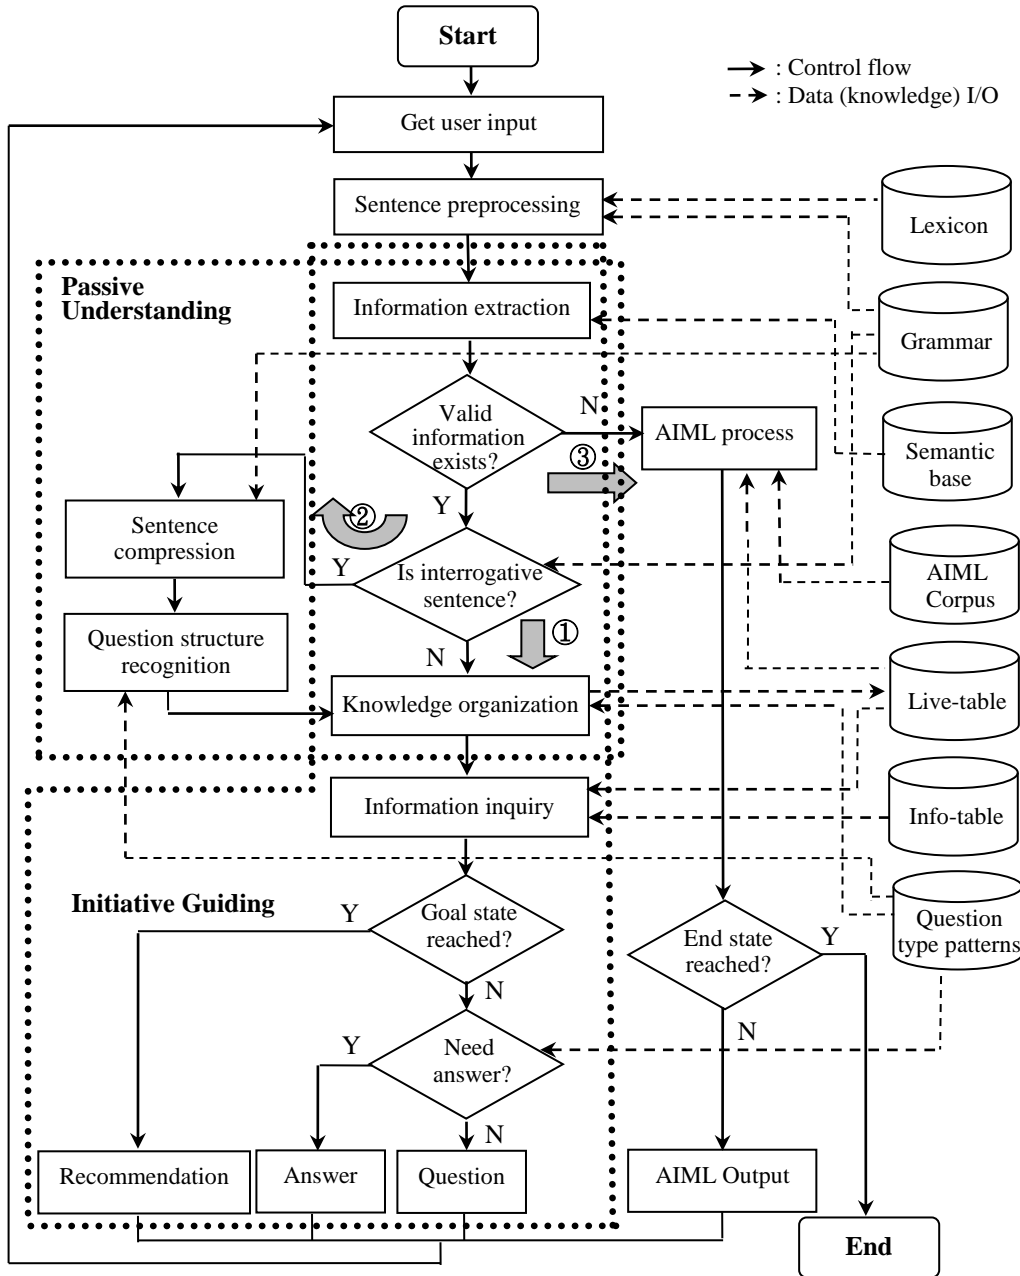 Start
: Control flow
: Data (knowledge) I/O
Get user input
Sentence preprocessing
Lexicon
Passive
Understanding
Information extraction
Grammar
Valid
information
exists?
N
AIML process
③
Semantic
base
Y
②
Sentence
compression
Y
Is interrogative
sentence?
AIML
Corpus
①
N
Question structure
recognition
Knowledge organization
Live-table
Information inquiry
Info-table
Initiative Guiding
Y
Goal state
reached?
N
End state
reached?
Y
N
Question
type patterns
Y
Need
answer?
N
Recommendation
Answer
Question
AIML Output
End